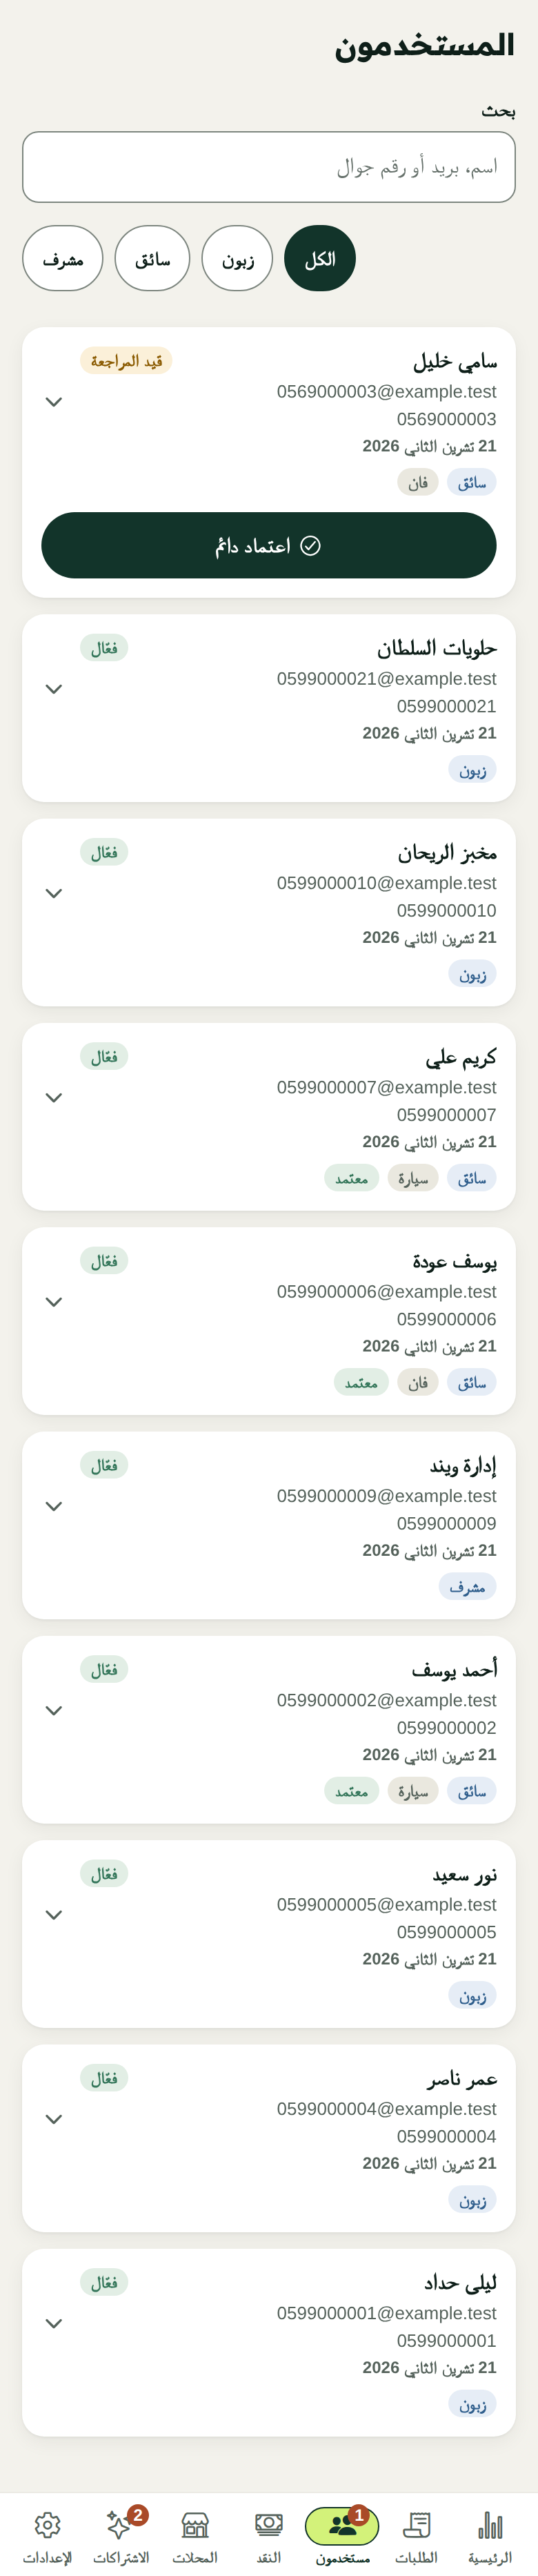 المستخدمون
بحث
اسم، بريد أو رقم جوال
الكل
زبون
سائق
مشرف
سامي خليل
قيد المراجعة
0569000003@example.test
0569000003
21 تشرين الثاني 2026
سائق
فان
اعتماد دائم
حلويات السلطان
فعّال
0599000021@example.test
0599000021
21 تشرين الثاني 2026
زبون
مخبز الريحان
فعّال
0599000010@example.test
0599000010
21 تشرين الثاني 2026
زبون
كريم علي
فعّال
0599000007@example.test
0599000007
21 تشرين الثاني 2026
سائق
سيارة
معتمد
يوسف عودة
فعّال
0599000006@example.test
0599000006
21 تشرين الثاني 2026
سائق
فان
معتمد
إدارة ويند
فعّال
0599000009@example.test
0599000009
21 تشرين الثاني 2026
مشرف
أحمد يوسف
فعّال
0599000002@example.test
0599000002
21 تشرين الثاني 2026
سائق
سيارة
معتمد
نور سعيد
فعّال
0599000005@example.test
0599000005
21 تشرين الثاني 2026
زبون
عمر ناصر
فعّال
0599000004@example.test
0599000004
21 تشرين الثاني 2026
زبون
ليلى حداد
فعّال
0599000001@example.test
0599000001
21 تشرين الثاني 2026
زبون
الرئيسية
الطلبات
1
مستخدمون
النقد
المحلات
2
الاشتراكات
الإعدادات